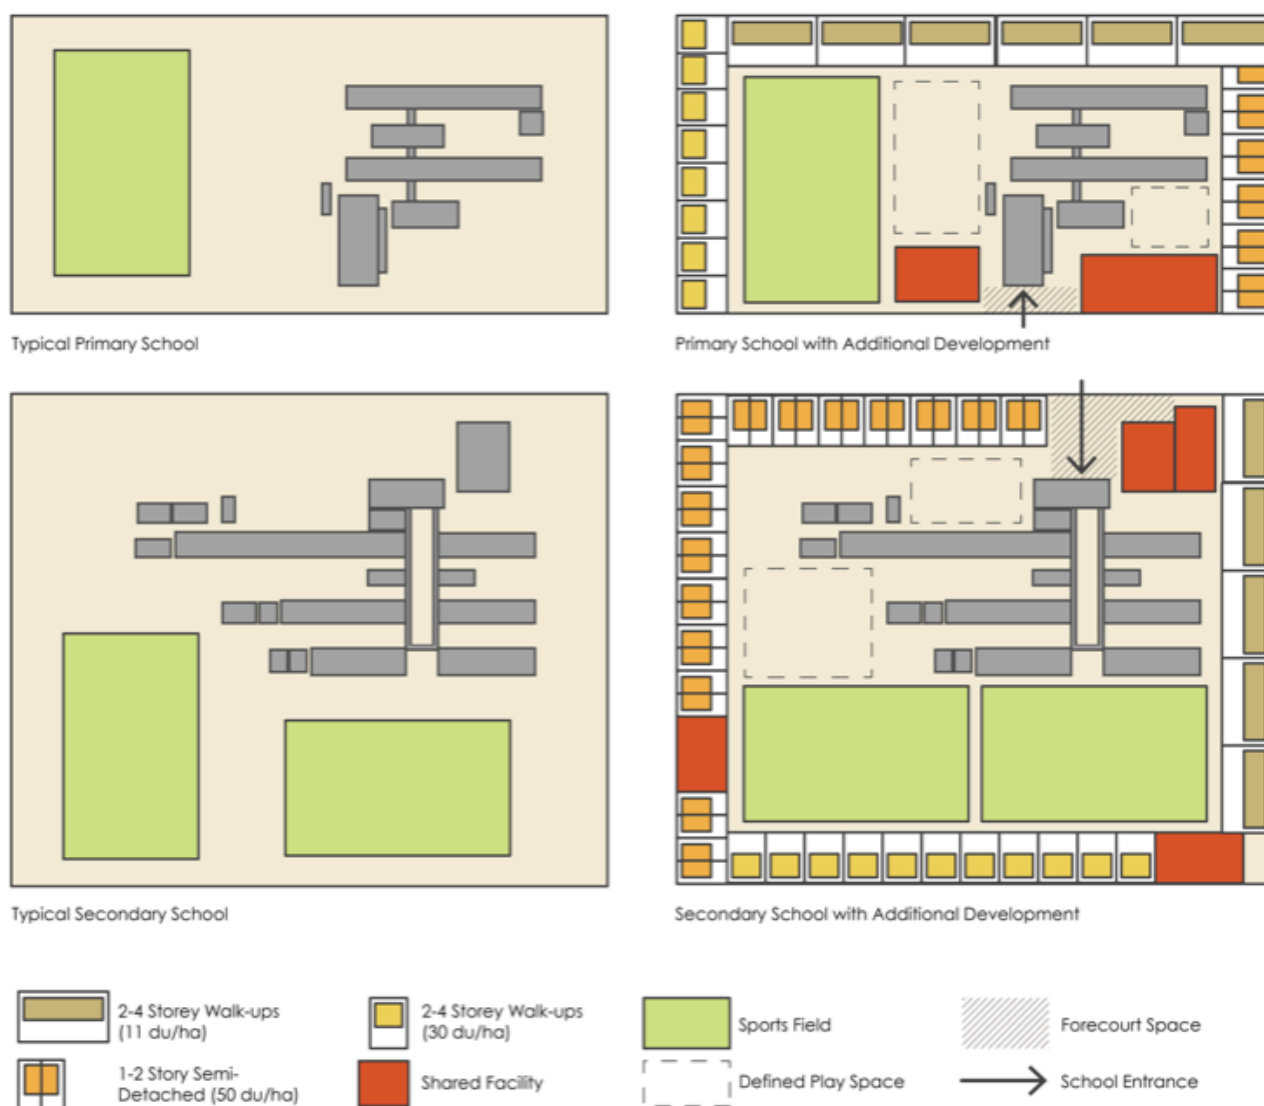 Typical Primary School
Primary School with Additional Development
Typical Secondary School
Secondary School with Additional Development
2-4 Storey Walk-ups
(11 du/ha)
2-4 Storey Walk-ups
(30 du/ha)
Sports Field
Forecourt Space
1-2 Story Semi-
Detached (50 du/ha)
Shared Facility
Defined Play Space
School Entrance